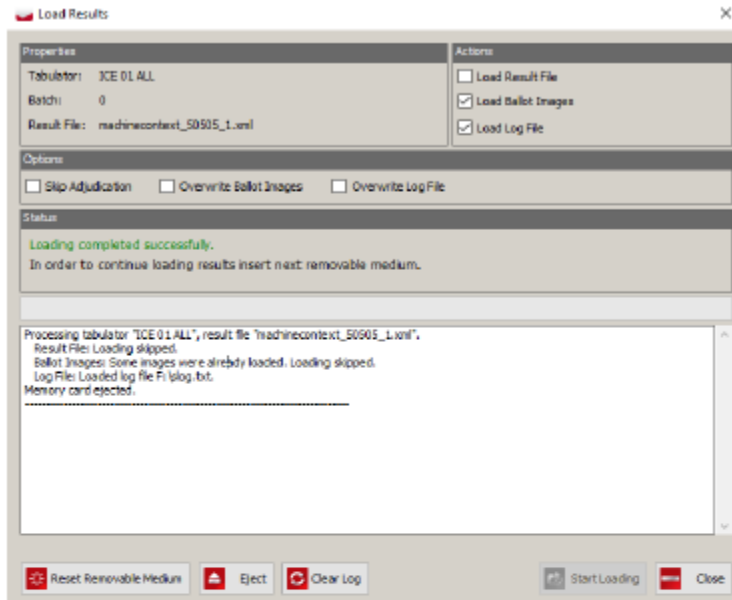 Load Results
Properties
Tabulator: ICE 01 ALL
Batch: 0
Result File: machinecontext_50505_1.xml
Actions
Load Result File
Load Ballot Images
Load Log File
Options
Skip Adjudication Overwrite Ballot Images Overwrite Log File
Status
Loading completed successfully.
In order to continue loading results insert next removable medium.
Processing tabulator "ICE 01 ALL", result file "machinecontext_50505_1.xml".
Result File: Loading skipped.
Ballot Images: Some images were already loaded. Loading skipped.
Log File: Loaded log file F:\slog.txt.
Memory card ejected.
Reset Removable Medium Eject Clear Log Start Loading Close